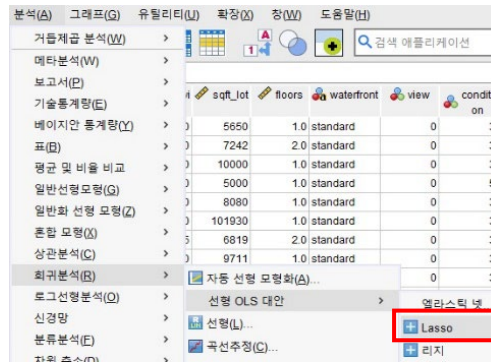 분석(A) 그래프(G) 유틸리티(U) 확장(X) 창(W) 도움말(H)
거듭제곱 분석(W) >
메타분석(W) >
보고서(P) >
기술통계량(E) >
베이지안 통계량(Y) >
표(B) >
평균 및 비율 비교 >
일반선형모형(G) >
일반화 선형 모형(Z) >
혼합 모형(X) >
상관분석(C) >
회귀분석(R) >
로그선형분석(O) >
신경망 >
분류분석(F) >
차원 축소(D) >
검색 애플리케이션
sqft_lot floors waterfront view conditi
on
5650 1.0 standard 0
7242 2.0 standard 0
10000 1.0 standard 0
5000 1.0 standard 0
8080 1.0 standard 0
101930 1.0 standard 0
6819 2.0 standard 0
9711 1.0 standard 0
자동 선형 모형화(A)... 0
선형 OLS 대안 >
선형(L)...
곡선추정(C)...
엘라스틱 넷
Lasso
리지